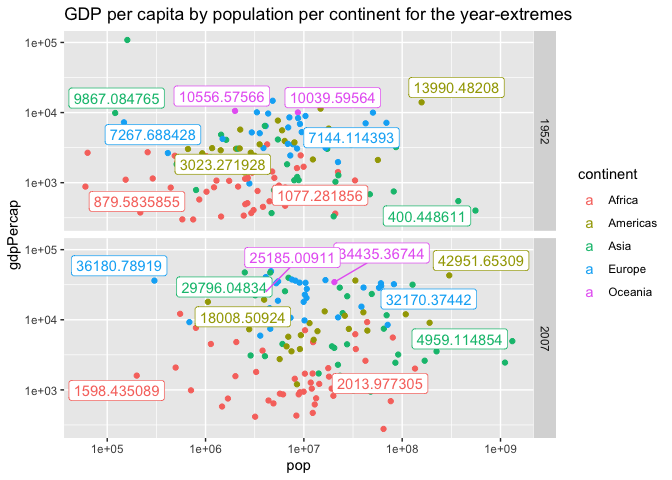 GDP per capita by population per continent for the year-extremes
gdpPercap
1e+05
1e+04
1e+03
9867.084765
10556.57566
10039.59564
13990.48208
7267.688428
7144.114393
3023.271928
879.5835855
1077.281856
400.448611
1952
1e+05
1e+04
1e+03
25185.00911
34435.36744
42951.65309
36180.78919
29796.04834
32170.37442
18008.50924
4959.114854
1598.435089
2013.977305
2007
1e+05
1e+06
1e+07
1e+08
1e+09
pop
continent
a Africa
a Americas
a Asia
a Europe
a Oceania